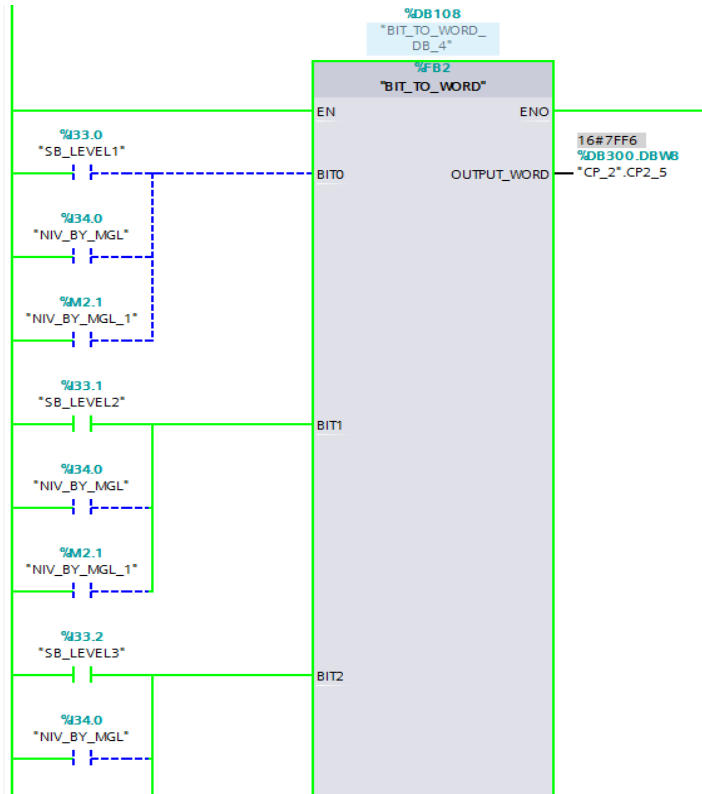 %DB108
"BIT_TO_WORD_
DB_4"
%FB2
"BIT_TO_WORD"
EN
ENO
%I33.0
"SB_LEVEL1"
BIT0
OUTPUT_WORD
16#7FF6
%DB300.DBW8
"CP_2".CP2_5
%I34.0
"NIV_BY_MGL"
%M2.1
"NIV_BY_MGL_1"
%I33.1
"SB_LEVEL2"
BIT1
%I34.0
"NIV_BY_MGL"
%M2.1
"NIV_BY_MGL_1"
%I33.2
"SB_LEVEL3"
BIT2
%I34.0
"NIV_BY_MGL"